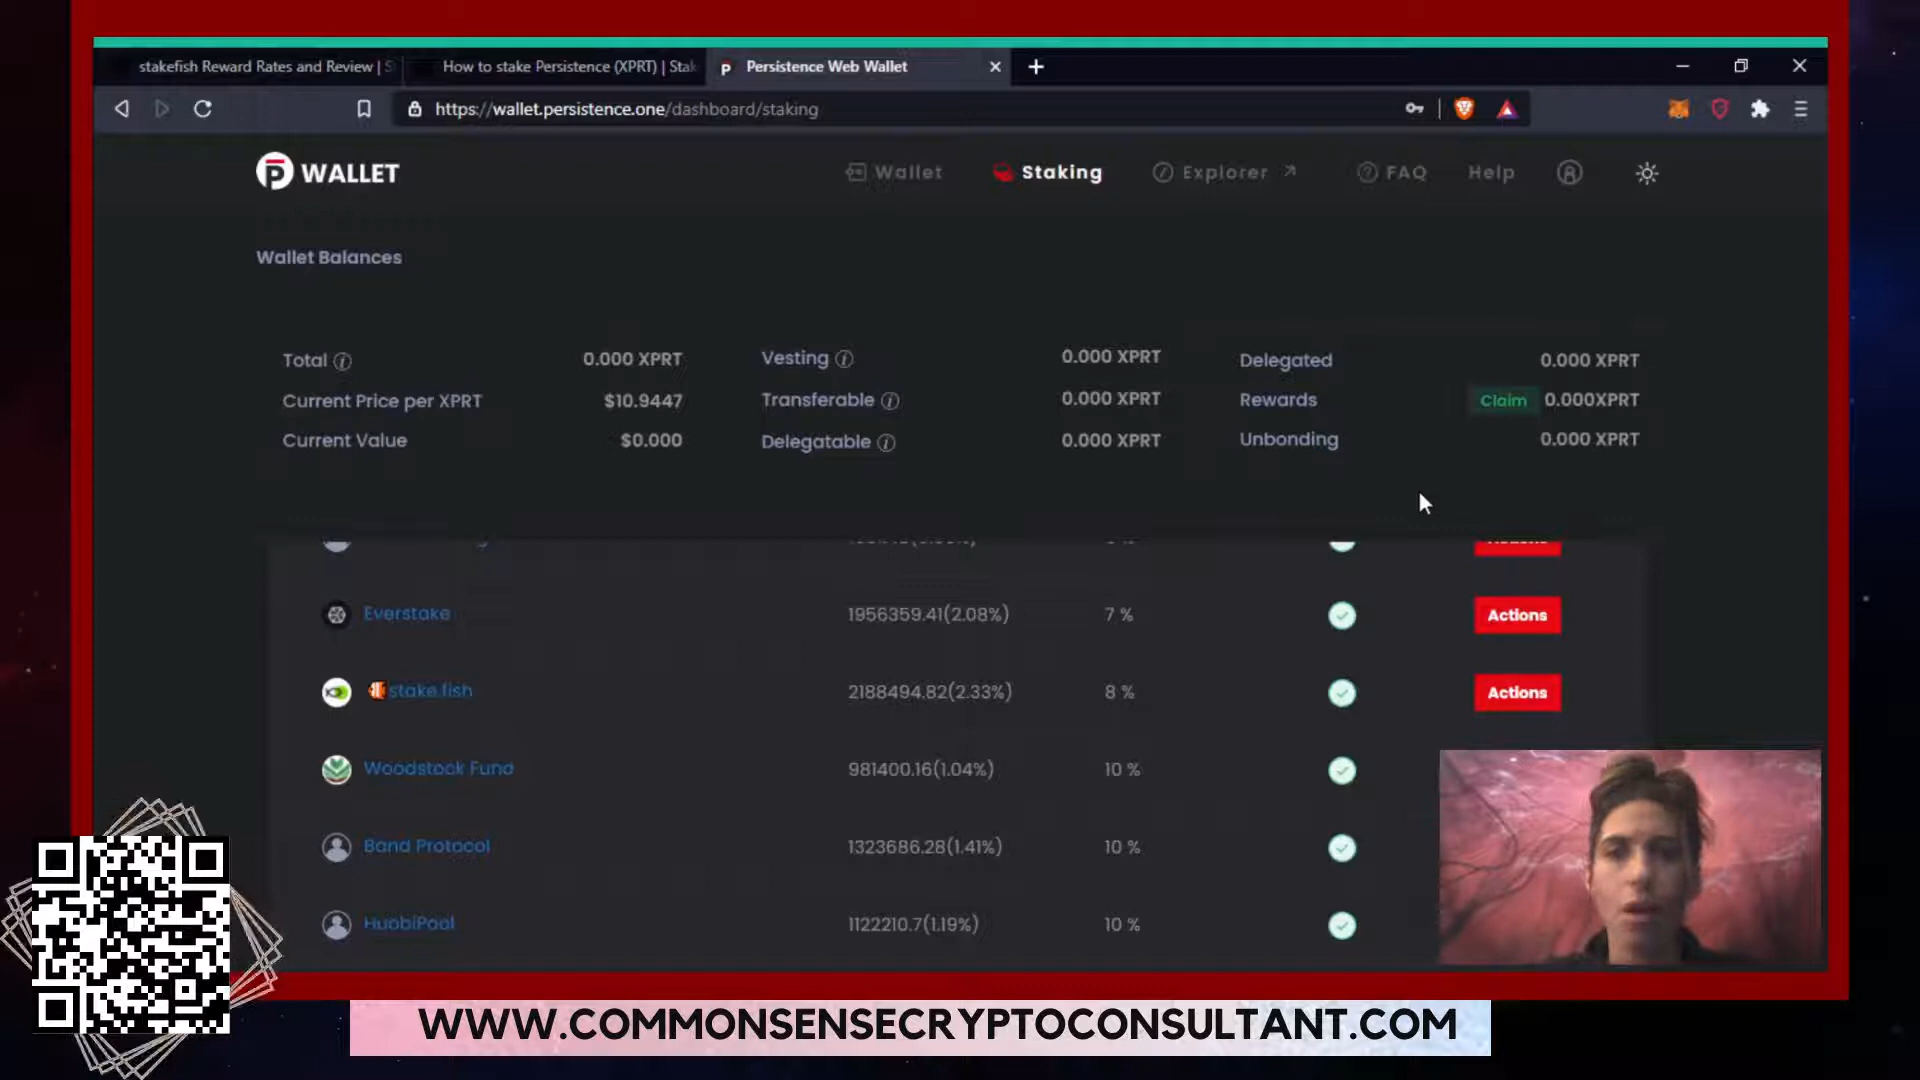 stakefish Reward Rates and Review | S
How to stake Persistence (XPRT) | Stak
Persistence Web Wallet
https://wallet.persistence.one/dashboard/staking
WALLET
Wallet
Staking
Explorer
FAQ
Help
Wallet Balances
Total 0.000 XPRT
Current Price per XPRT $10.9447
Current Value $0.000
Vesting 0.000 XPRT
Transferable 0.000 XPRT
Delegatable 0.000 XPRT
Delegated 0.000 XPRT
Rewards Claim 0.000XPRT
Unbonding 0.000 XPRT
Everstake 1956359.41(2.08%) 7 % Actions
stake.fish 2188494.82(2.33%) 8 % Actions
Woodstock Fund 981400.16(1.04%) 10 %
Band Protocol 1323686.28(1.41%) 10 %
HuobiPool 1122210.7(1.19%) 10 %
WWW.COMMONSENSECRYPTOCONSULTANT.COM